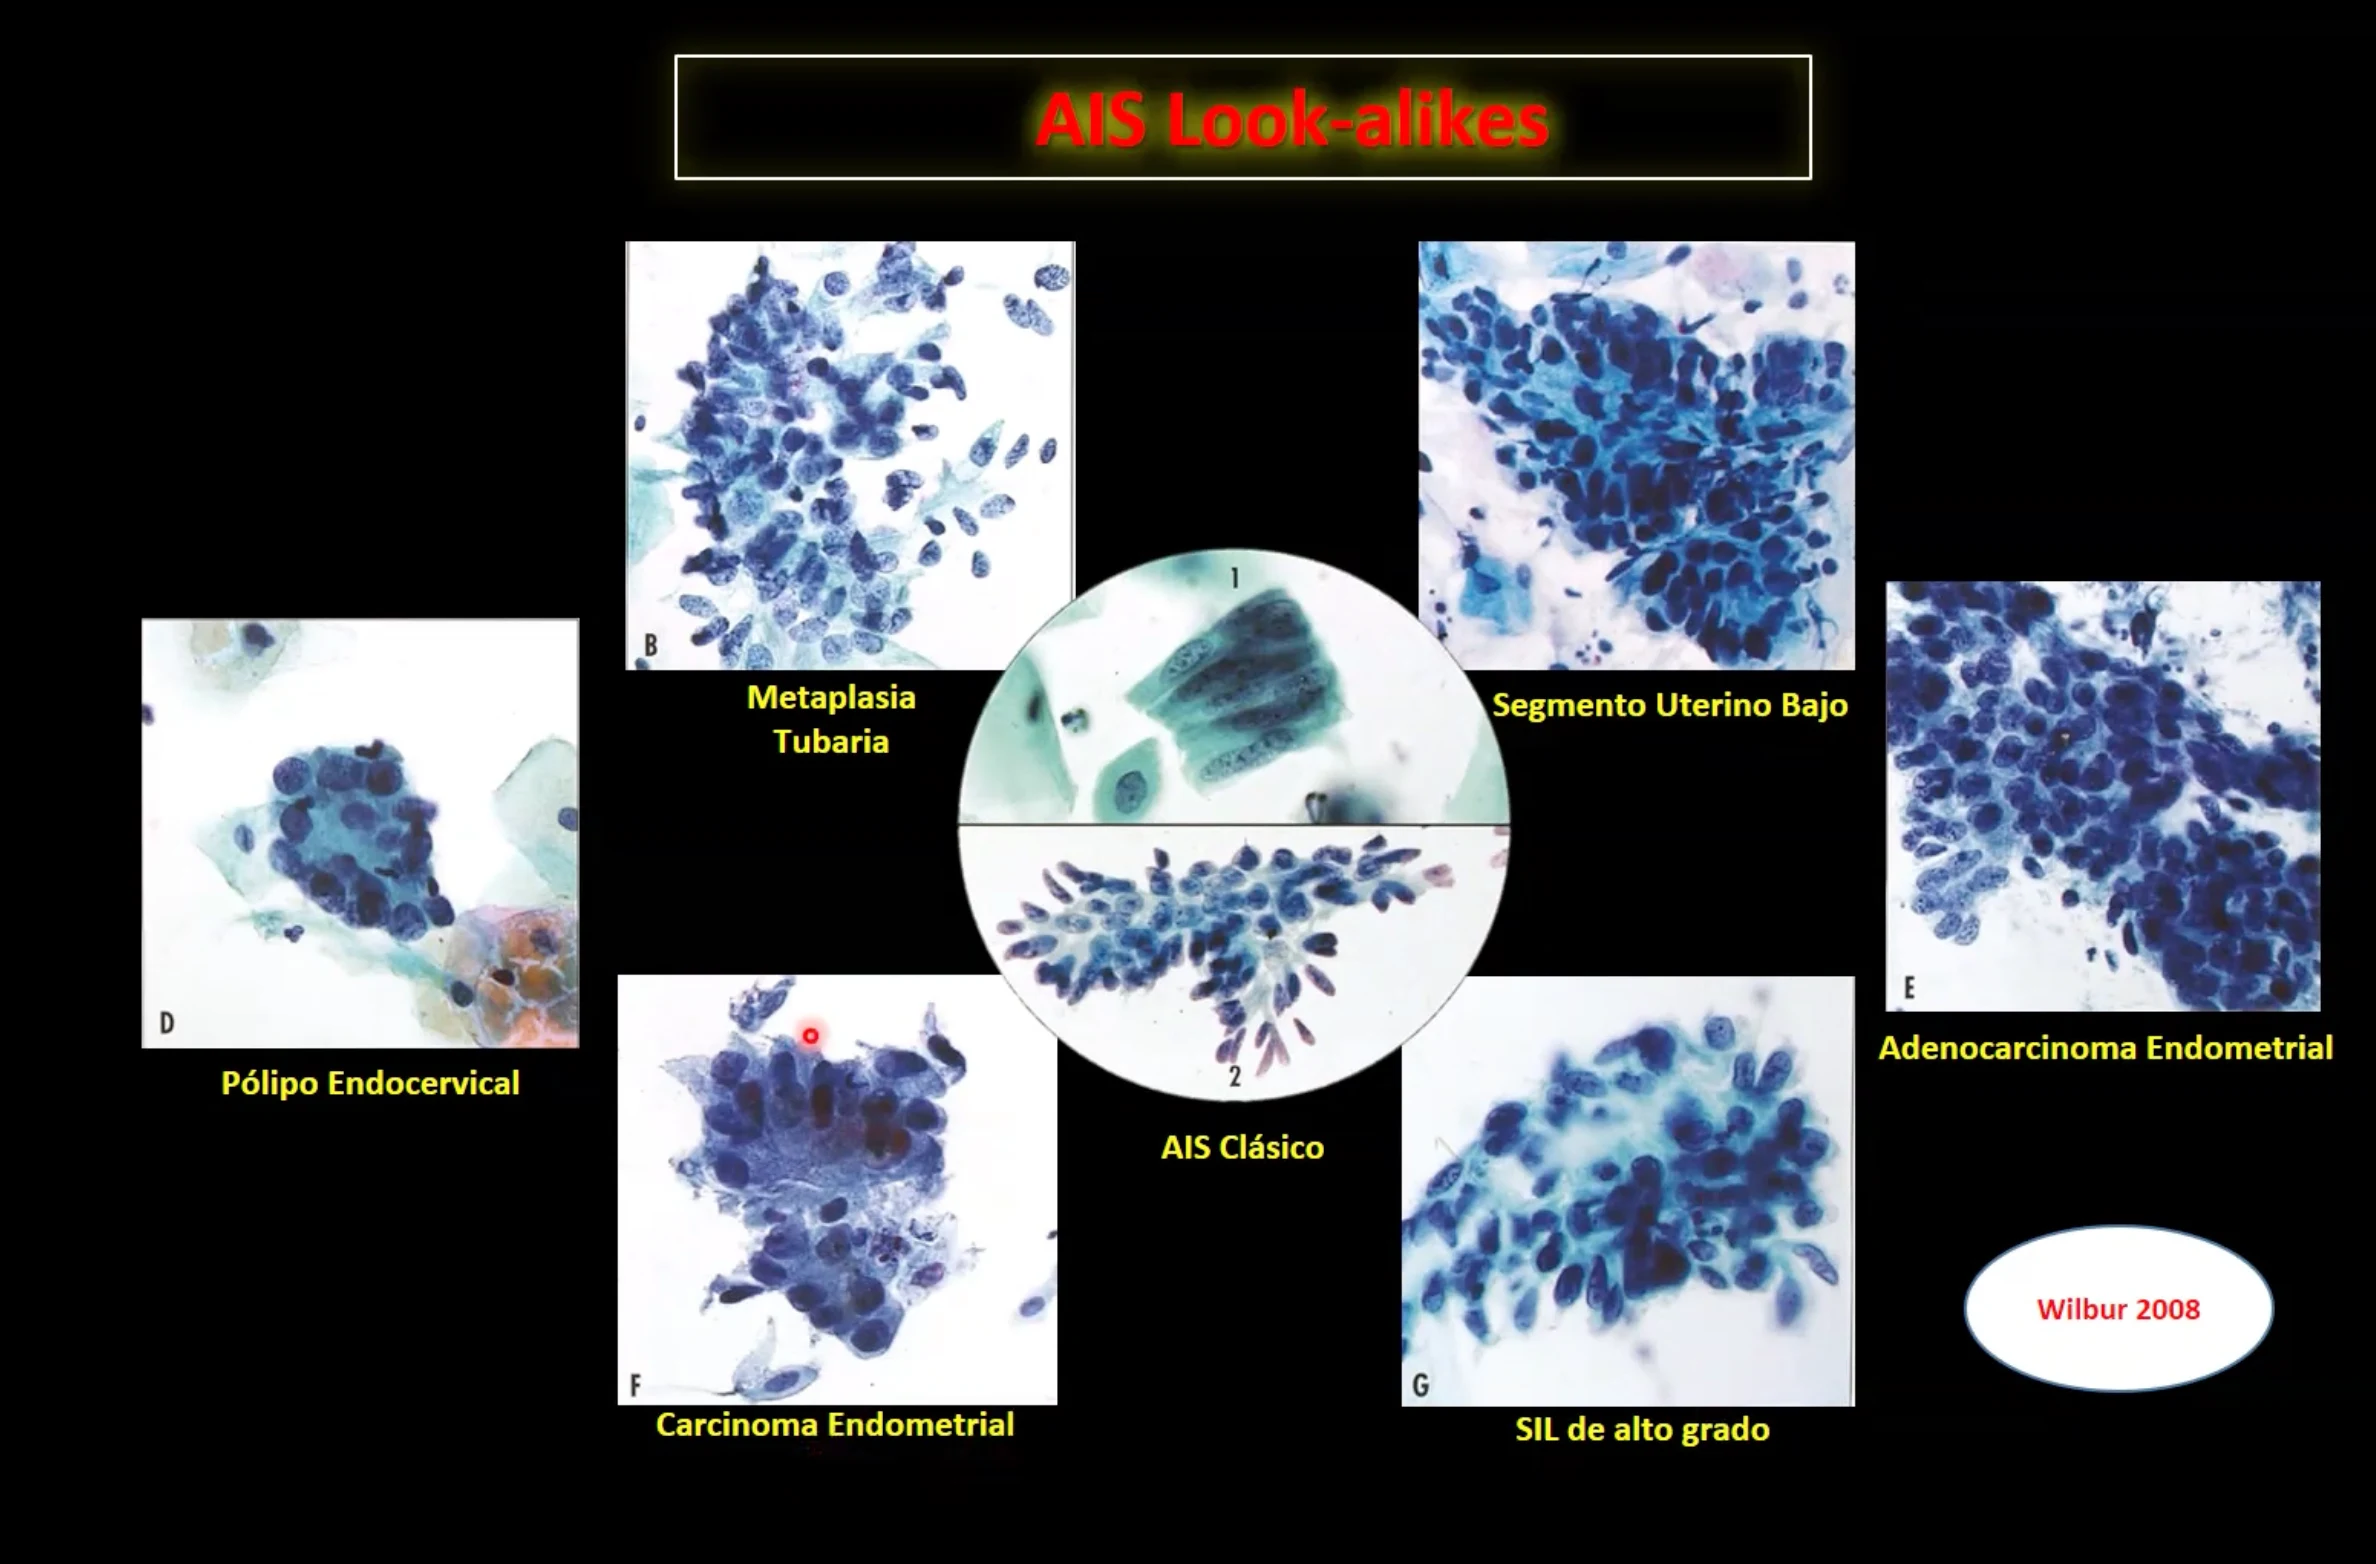 AIS Look-alikes
B
Metaplasia
Tubaria
1
Segmento Uterino Bajo
D
Pólipo Endocervical
E
Adenocarcinoma Endometrial
2
AIS Clásico
F
Carcinoma Endometrial
G
SIL de alto grado
Wilbur 2008